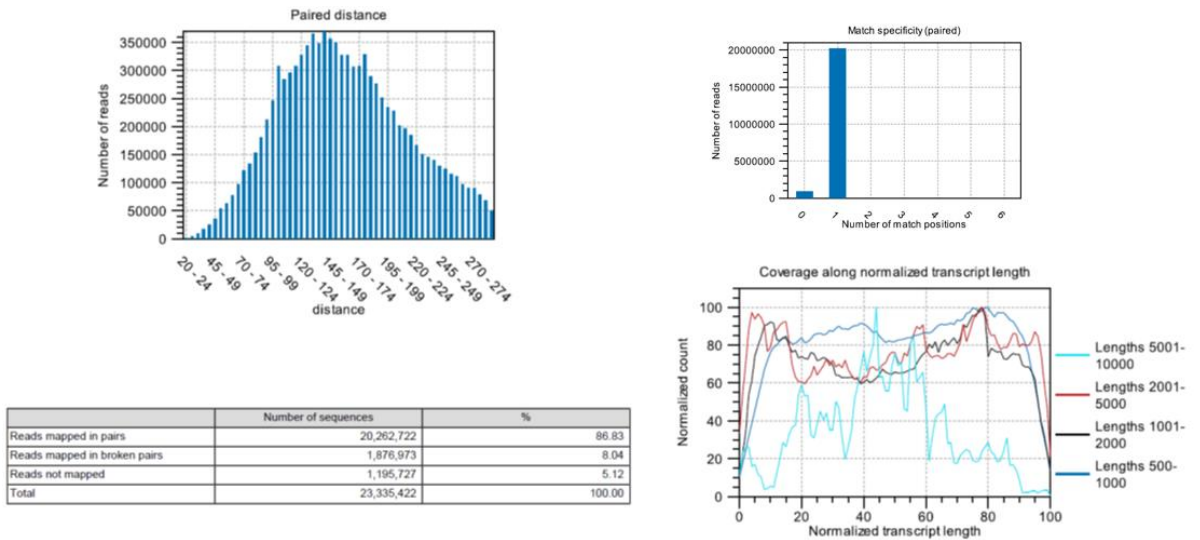 Paired distance
Number of reads
350000
300000
250000
200000
150000
100000
50000
0
20 - 24
45 - 49
70 - 74
95 - 99
120 - 124
145 - 149
170 - 174
195 - 199
220 - 224
245 - 249
270 - 274
distance
Match specificity (paired)
Number of reads
20000000
15000000
10000000
5000000
0
0 1 2 3 4 5 6
Number of match positions
Number of sequences %
Reads mapped in pairs 20,262,722 86.83
Reads mapped in broken pairs 1,876,973 8.04
Reads not mapped 1,195,727 5.12
Total 23,335,422 100.00
Coverage along normalized transcript length
Normalized count
100
80
60
40
20
0
0 20 40 60 80 100
Normalized transcript length
Lengths 5001-
10000
Lengths 2001-
5000
Lengths 1001-
2000
Lengths 500-
1000